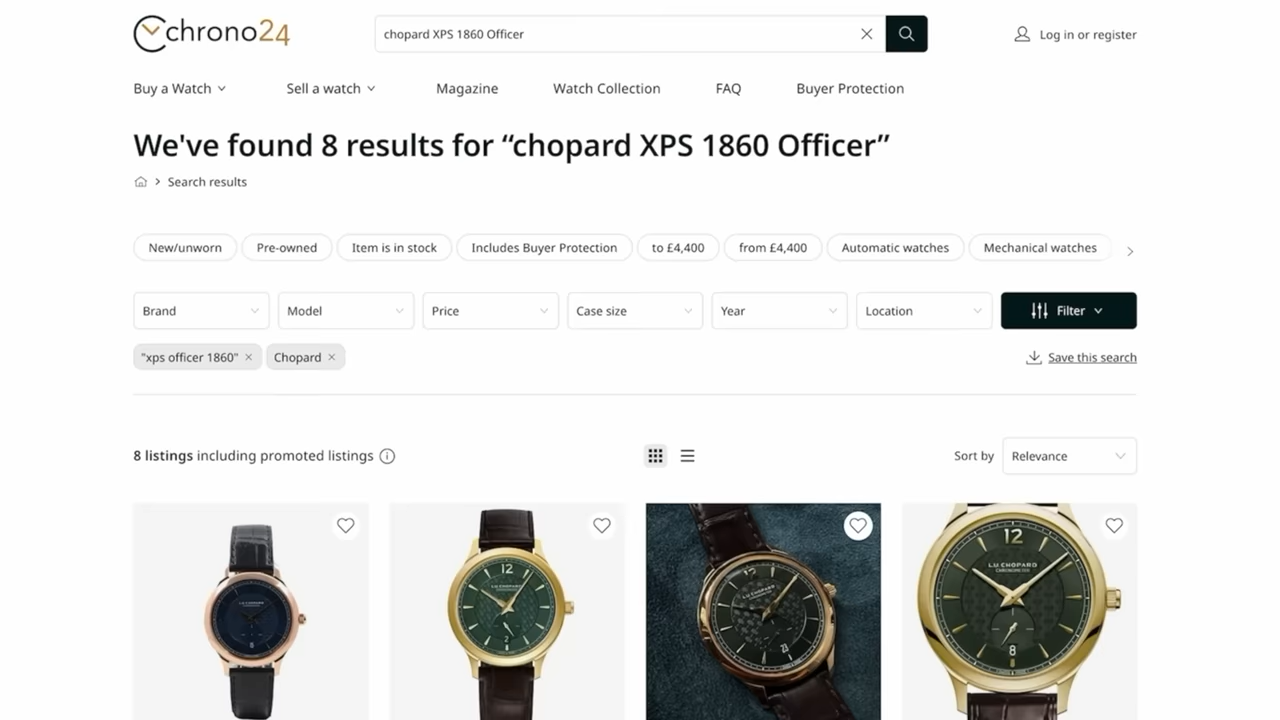 chrono24
chopard XPS 1860 Officer
Log in or register
Buy a Watch
Sell a watch
Magazine
Watch Collection
FAQ
Buyer Protection
We've found 8 results for “chopard XPS 1860 Officer”
Search results
New/unworn
Pre-owned
Item is in stock
Includes Buyer Protection
to £4,400
from £4,400
Automatic watches
Mechanical watches
Brand
Model
Price
Case size
Year
Location
Filter
"xps officer 1860"
Chopard
Save this search
8 listings including promoted listings
Sort by
Relevance
12
L.U.CHOPARD
12
L.U.CHOPARD
12
L.U.CHOPARD
CHRONOMETER
8